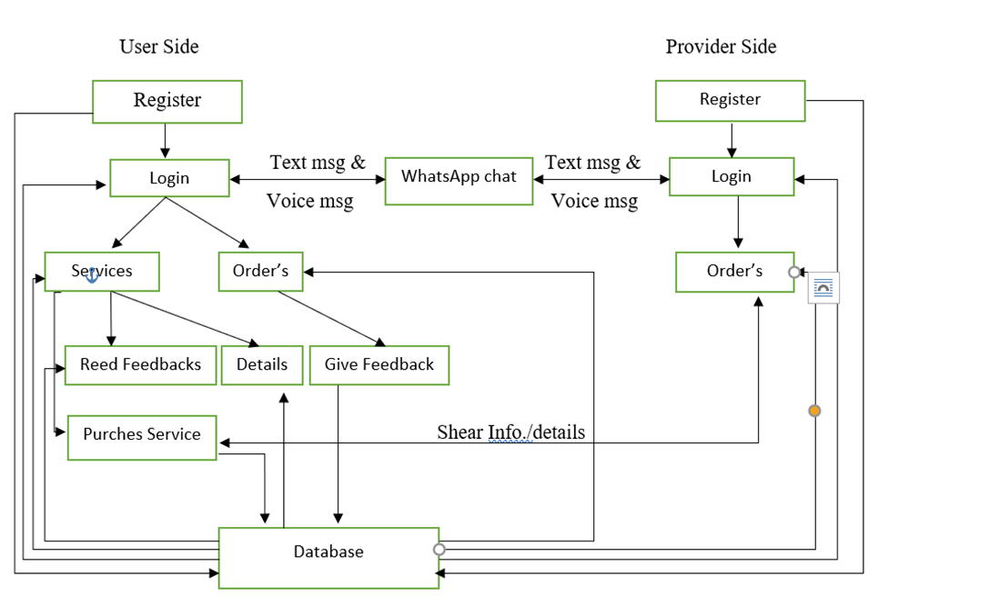 User Side
Provider Side
Register
Register
Text msg &
Text msg &
Login
WhatsApp chat
Login
Voice msg
Voice msg
Services
Order’s
Order’s
Reed Feedbacks
Details
Give Feedback
Purches Service
Shear Info./details
Database